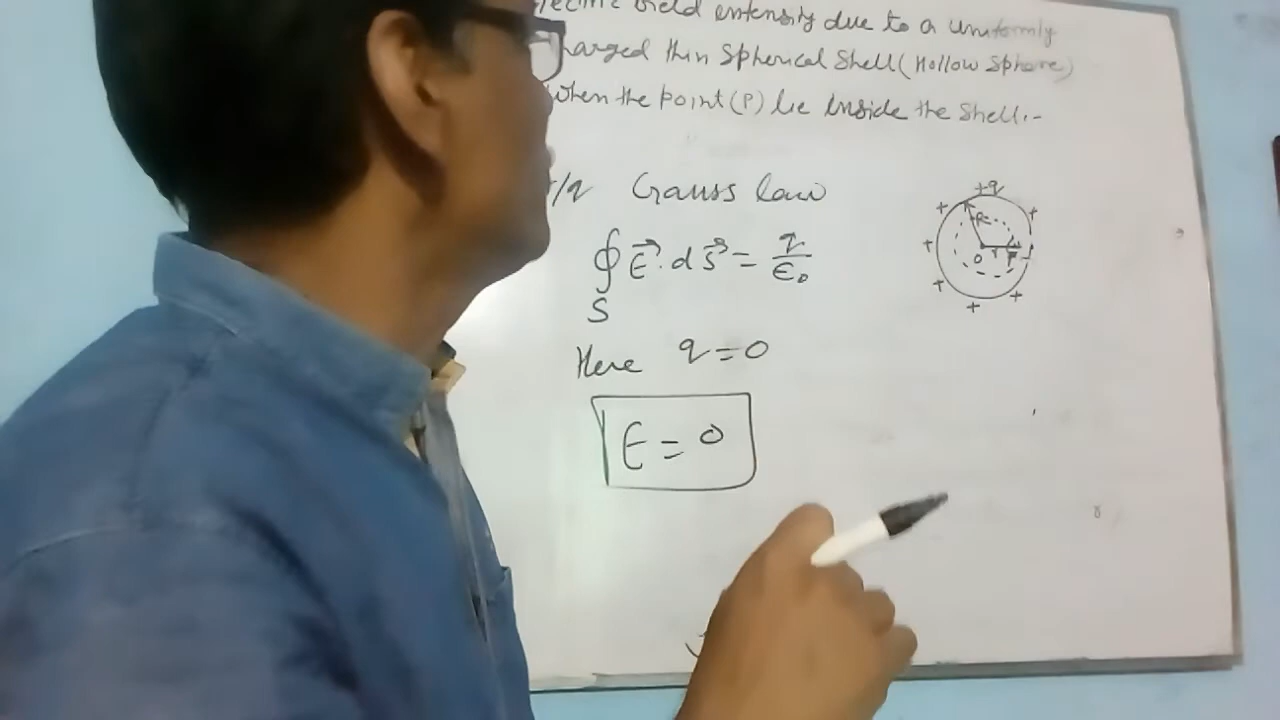 field intensity due to a uniformly
charged thin Spherical Shell (Hollow Sphere)
when the point (P) lie Inside the Shell:-
+q
R
O r P
/q Gauss law
∮ E⃗. d s⃗ = q/ε₀
S
Here q = 0
E = 0